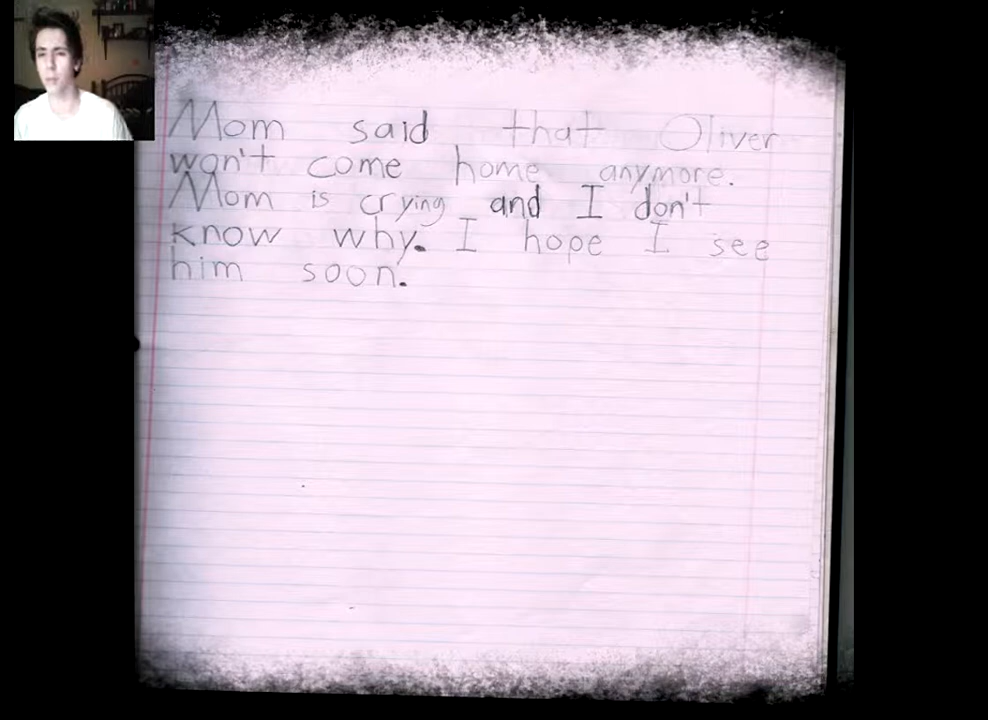 Mom said that Oliver
won't come home anymore.
Mom is crying and I don't
know why. I hope I see
him soon.